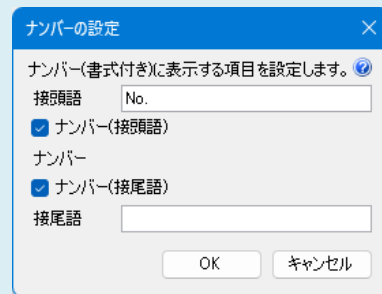 ナンバーの設定
ナンバー(書式付き)に表示する項目を設定します。
接頭語 No.
ナンバー(接頭語)
ナンバー
ナンバー(接尾語)
接尾語
OK キャンセル